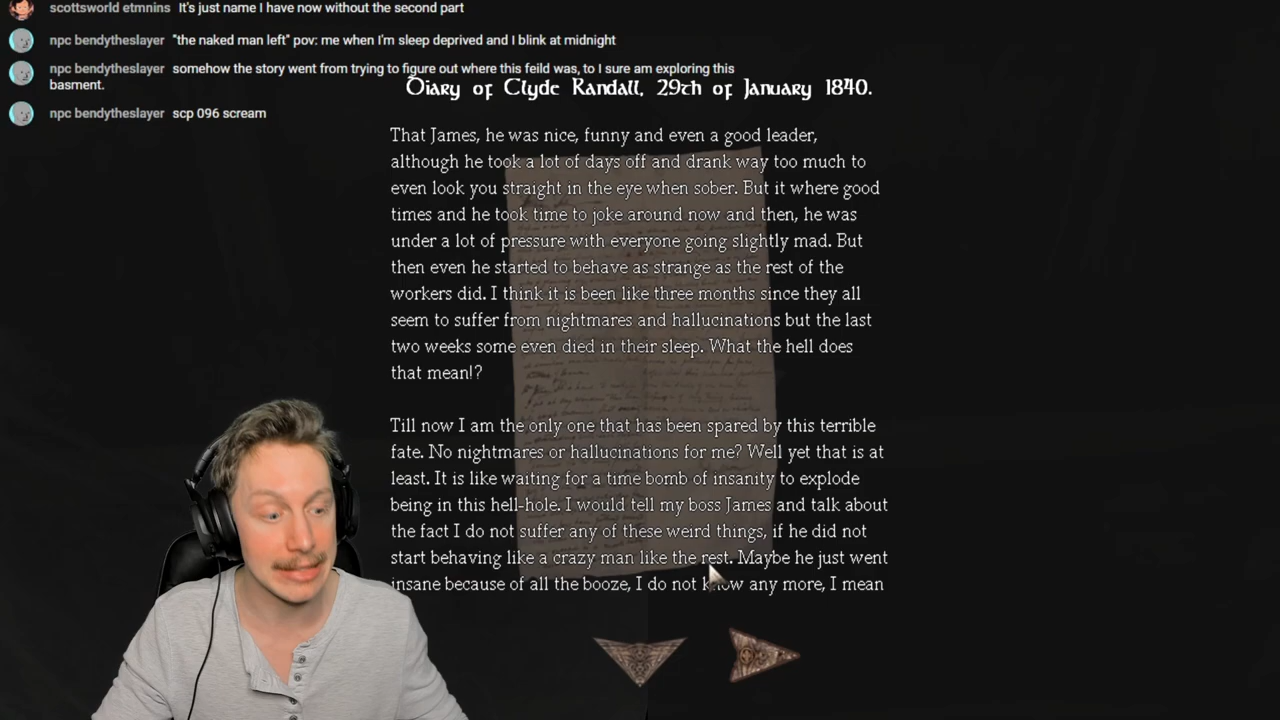 scottsworld etmnins It's just name I have now without the second part
npc bendytheslayer "the naked man left" pov: me when I'm sleep deprived and I blink at midnight
npc bendytheslayer somehow the story went from trying to figure out where this feild was, to I sure am exploring this
basment.
npc bendytheslayer scp 096 scream
Diary of Clyde Randall, 29th of January 1840.
That James, he was nice, funny and even a good leader,
although he took a lot of days off and drank way too much to
even look you straight in the eye when sober. But it where good
times and he took time to joke around now and then, he was
under a lot of pressure with everyone going slightly mad. But
then even he started to behave as strange as the rest of the
workers did. I think it is been like three months since they all
seem to suffer from nightmares and hallucinations but the last
two weeks some even died in their sleep. What the hell does
that mean!?
Till now I am the only one that has been spared by this terrible
fate. No nightmares or hallucinations for me? Well yet that is at
least. It is like waiting for a time bomb of insanity to explode
being in this hell-hole. I would tell my boss James and talk about
the fact I do not suffer any of these weird things, if he did not
start behaving like a crazy man like the rest. Maybe he just went
insane because of all the booze, I do not know any more, I mean